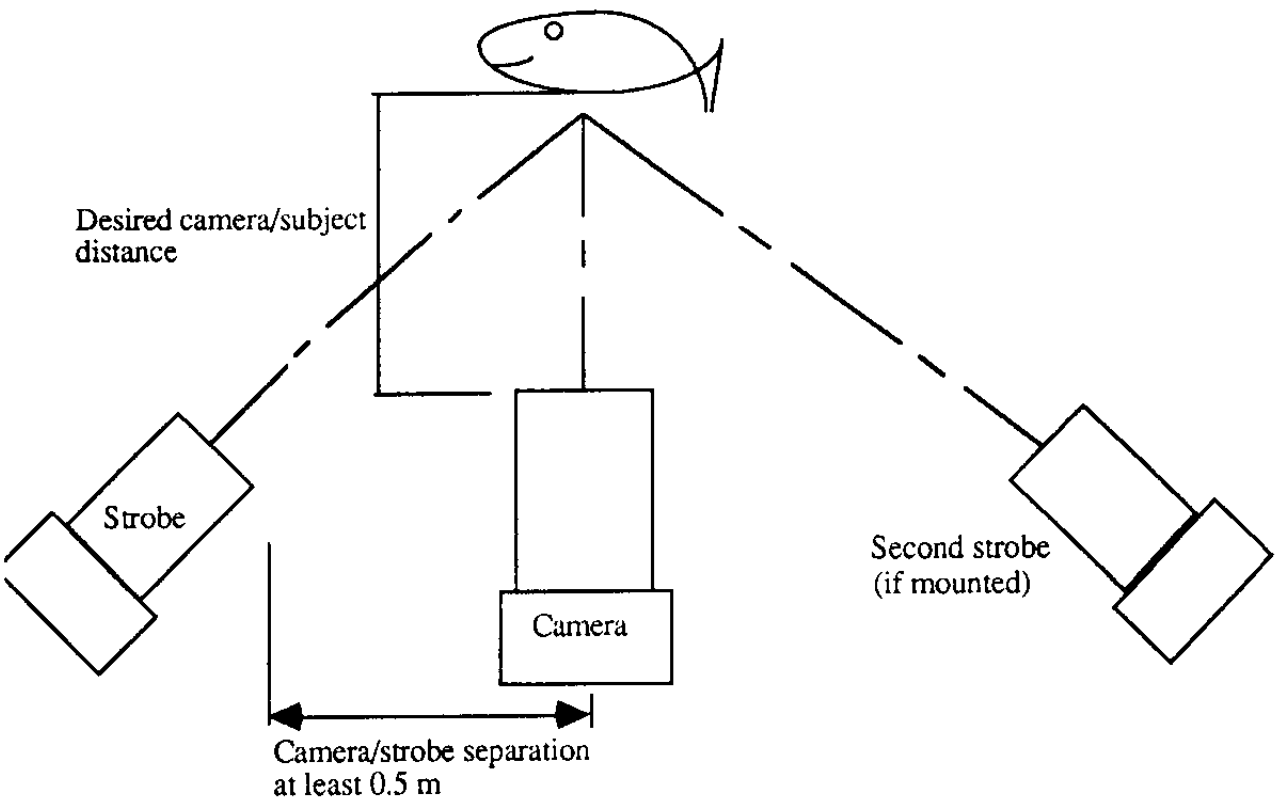 Desired camera/subject
distance
Strobe
Second strobe
(if mounted)
Camera
Camera/strobe separation
at least 0.5 m